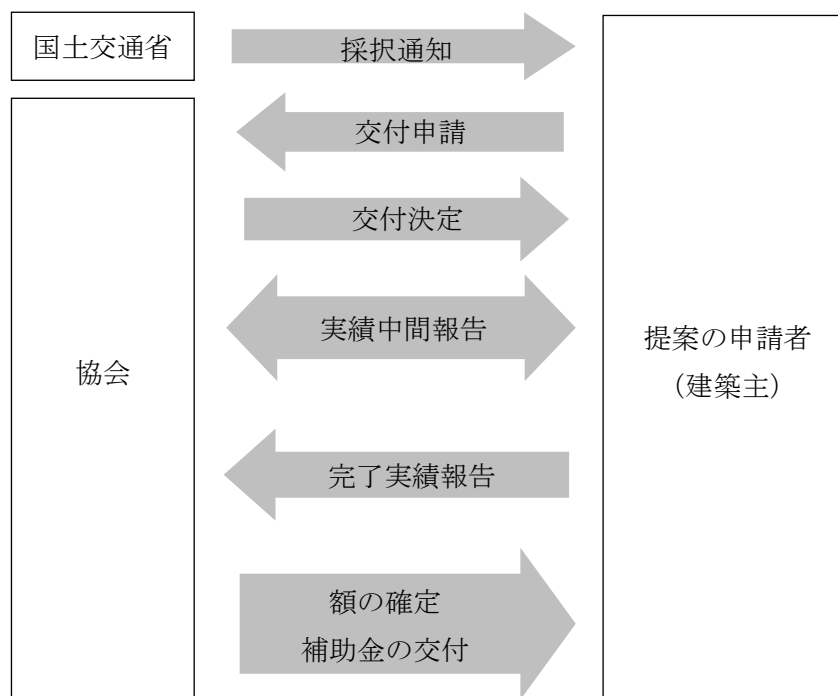 国土交通省
採択通知
交付申請
交付決定
実績中間報告
協会
提案の申請者
（建築主）
完了実績報告
額の確定
補助金の交付